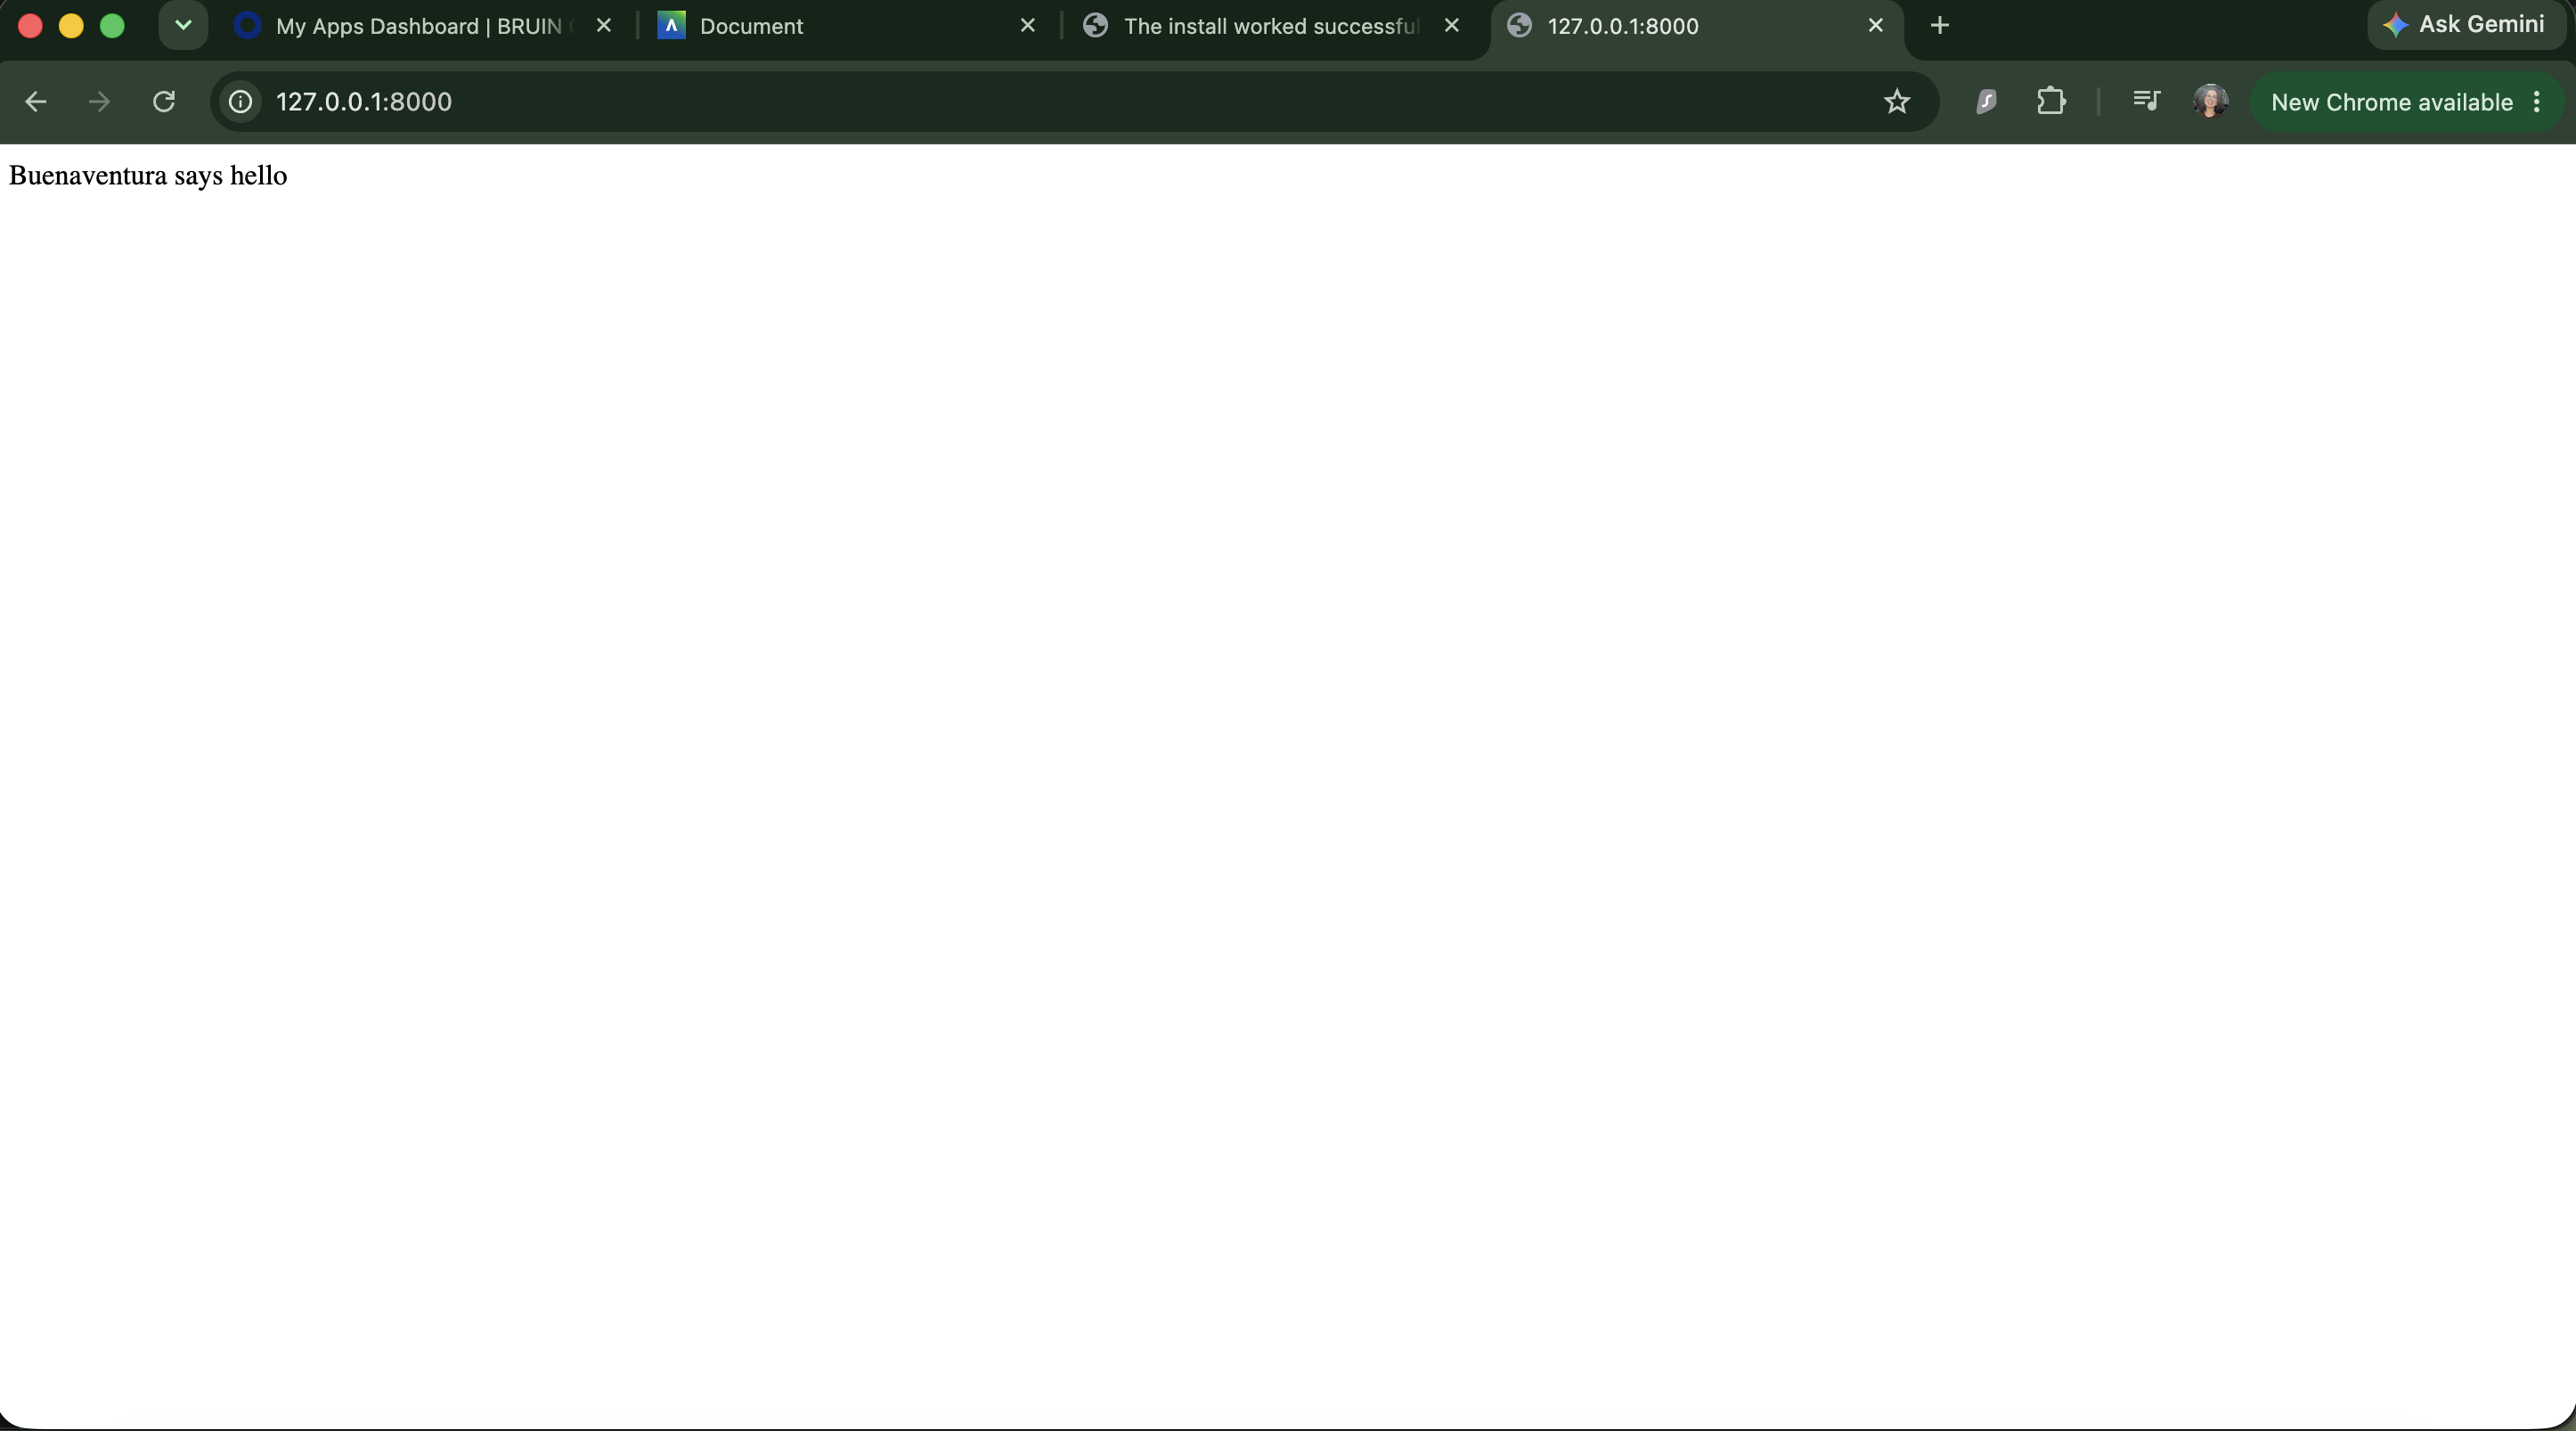 My Apps Dashboard | BRUIN
Document
The install worked successful
127.0.0.1:8000
Ask Gemini
127.0.0.1:8000
New Chrome available
Buenaventura says hello